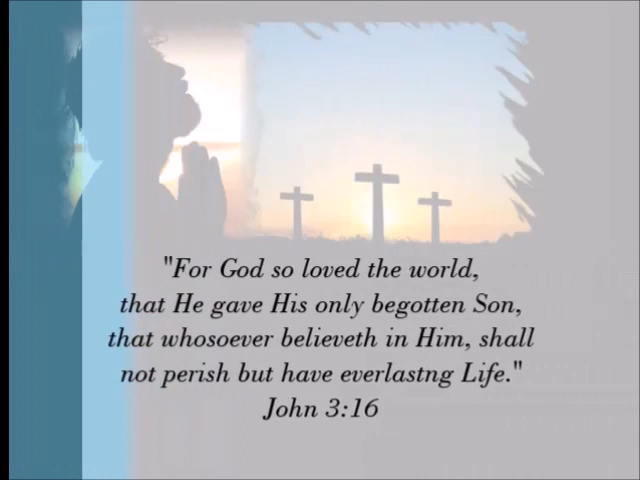 "For God so loved the world,
that He gave His only begotten Son,
that whosoever believeth in Him, shall
not perish but have everlastng Life."
John 3:16